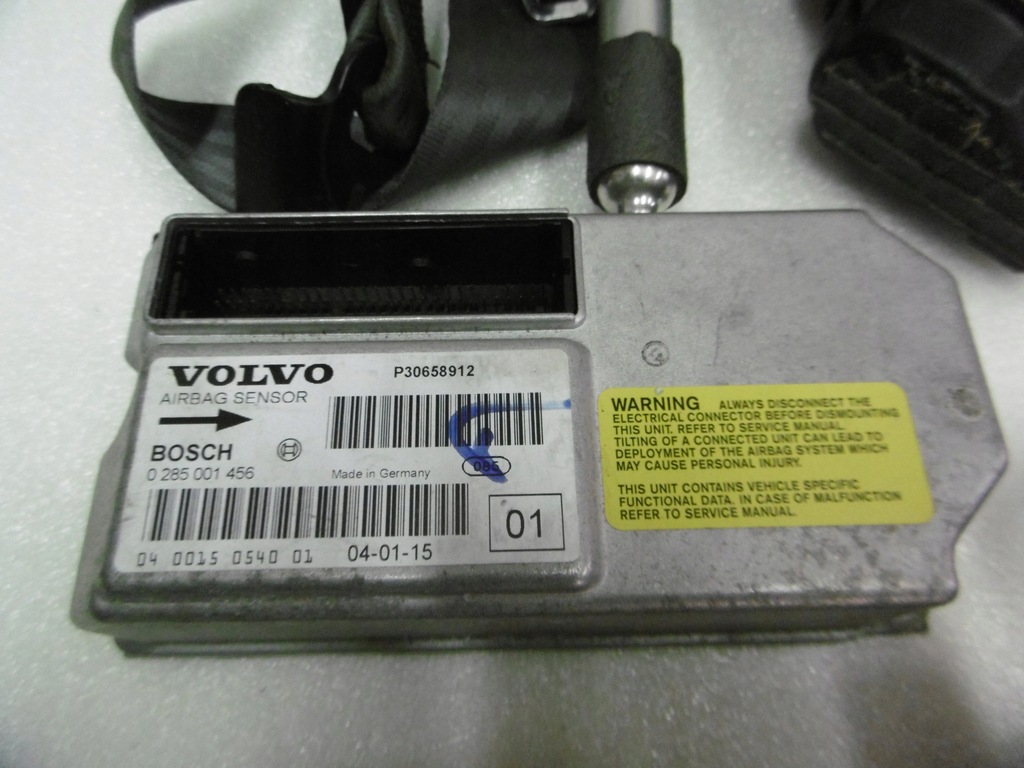 VOLVO
P30658912
AIRBAG SENSOR
BOSCH
0 285 001 456
Made in Germany
04 0015 0540 01
04-01-15
01
WARNING ALWAYS DISCONNECT THE
ELECTRICAL CONNECTOR BEFORE DISMOUNTING
THIS UNIT. REFER TO SERVICE MANUAL.
TILTING OF A CONNECTED UNIT CAN LEAD TO
DEPLOYMENT OF THE AIRBAG SYSTEM WHICH
MAY CAUSE PERSONAL INJURY.
THIS UNIT CONTAINS VEHICLE SPECIFIC
FUNCTIONAL DATA. IN CASE OF MALFUNCTION
REFER TO SERVICE MANUAL.